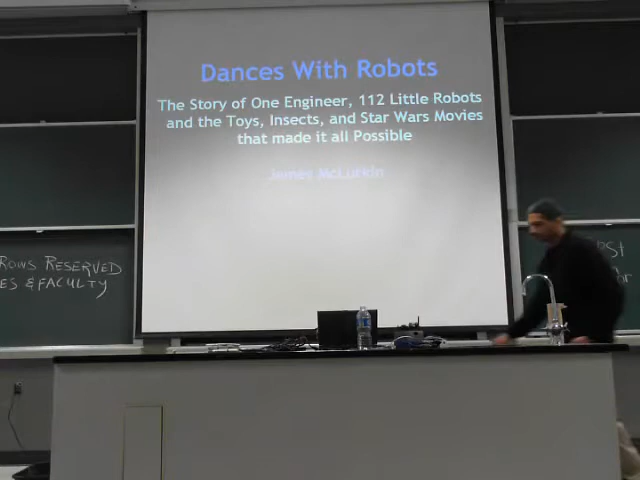 Dances With Robots
The Story of One Engineer, 112 Little Robots
and the Toys, Insects, and Star Wars Movies
that made it all Possible
James McLurkin
ROWS RESERVED
ES & FACULTY